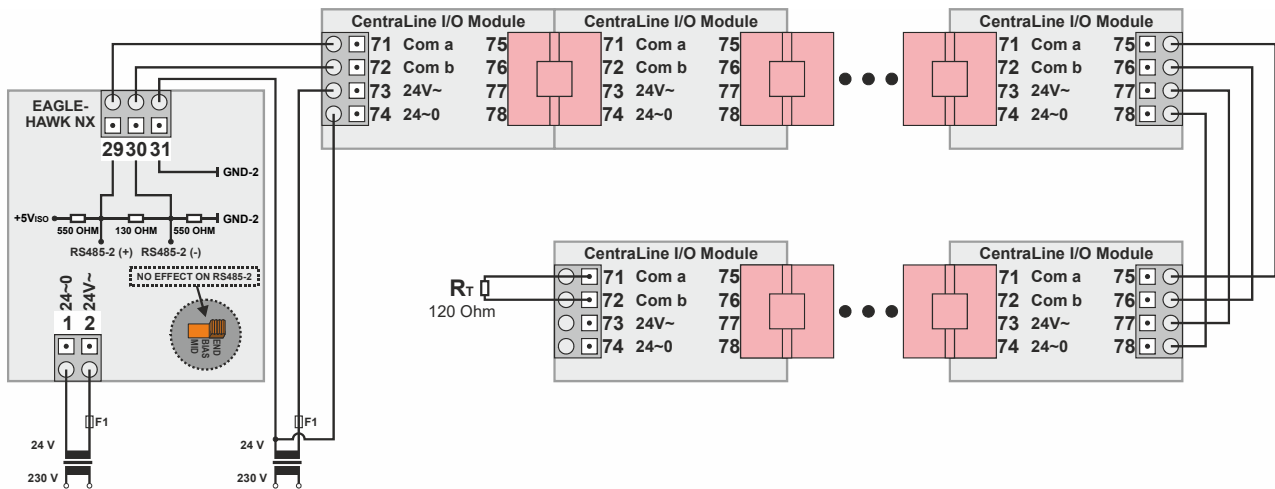 CentraLine I/O Module
71 Com a 75
72 Com b 76
73 24V~ 77
74 24~0 78
CentraLine I/O Module
71 Com a 75
72 Com b 76
73 24V~ 77
74 24~0 78
CentraLine I/O Module
71 Com a 75
72 Com b 76
73 24V~ 77
74 24~0 78
EAGLE-
HAWK NX
29 30 31
GND-2
+5VISO
GND-2
550 OHM 130 OHM 550 OHM
RS485-2 (+) RS485-2 (-)
NO EFFECT ON RS485-2
24~0 24V~
1 2
MID
BIAS
END
F1
24 V
230 V
F1
24 V
230 V
CentraLine I/O Module
71 Com a 75
72 Com b 76
73 24V~ 77
74 24~0 78
RT
120 Ohm
CentraLine I/O Module
71 Com a 75
72 Com b 76
73 24V~ 77
74 24~0 78